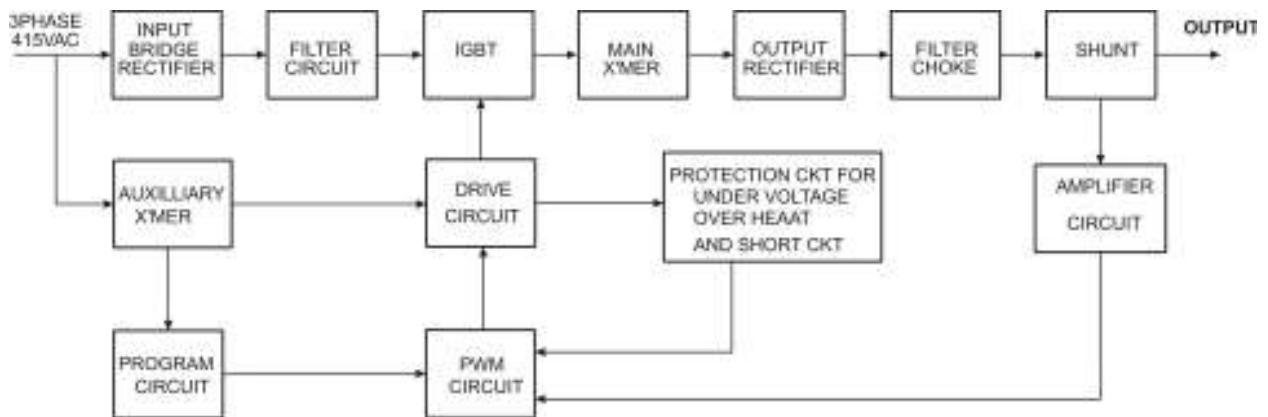 3PHASE
415VAC
INPUT
BRIDGE
RECTIFIER
FILTER
CIRCUIT
IGBT
MAIN
X'MER
OUTPUT
RECTIFIER
FILTER
CHOKE
SHUNT
OUTPUT
AUXILLIARY
X'MER
DRIVE
CIRCUIT
PROTECTION CKT FOR
UNDER VOLTAGE
OVER HEAAT
AND SHORT CKT
AMPLIFIER
CIRCUIT
PROGRAM
CIRCUIT
PWM
CIRCUIT